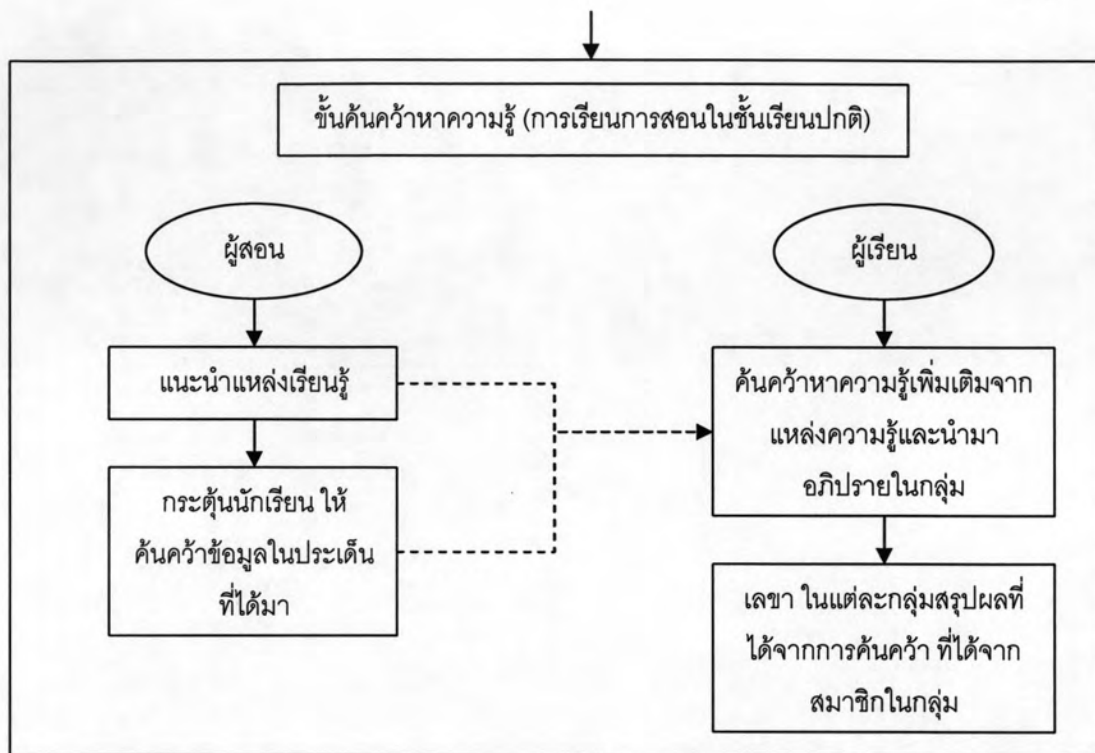 ขั้นค้นคว้าหาความรู้ (การเรียนการสอนในชั้นเรียนปกติ)
ผู้สอน
ผู้เรียน
แนะนำแหล่งเรียนรู้
กระตุ้นนักเรียน ให้
ค้นคว้าข้อมูลในประเด็น
ที่ได้มา
ค้นคว้าหาความรู้เพิ่มเติมจาก
แหล่งความรู้และนำมา
อภิปรายในกลุ่ม
เลขา ในแต่ละกลุ่มสรุปผลที่
ได้จากการค้นคว้า ที่ได้จาก
สมาชิกในกลุ่ม